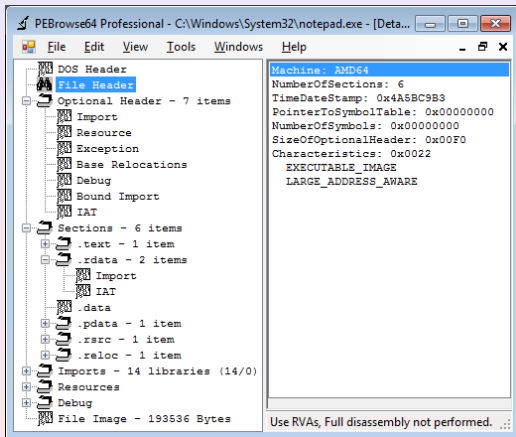 PEBrowse64 Professional - C:\Windows\System32\notepad.exe - [Deta...
File Edit View Tools Windows Help
DOS Header
File Header
Optional Header - 7 items
Import
Resource
Exception
Base Relocations
Debug
Bound Import
IAT
Sections - 6 items
.text - 1 item
.rdata - 2 items
Import
IAT
.data
.pdata - 1 item
.rsrc - 1 item
.reloc - 1 item
Imports - 14 libraries (14/0)
Resources
Debug
File Image - 193536 Bytes
Machine: AMD64
NumberOfSections: 6
TimeDateStamp: 0x4A5BC9B3
PointerToSymbolTable: 0x00000000
NumberOfSymbols: 0x00000000
SizeOfOptionalHeader: 0x00F0
Characteristics: 0x0022
EXECUTABLE_IMAGE
LARGE_ADDRESS_AWARE
Use RVAs, Full disassembly not performed.